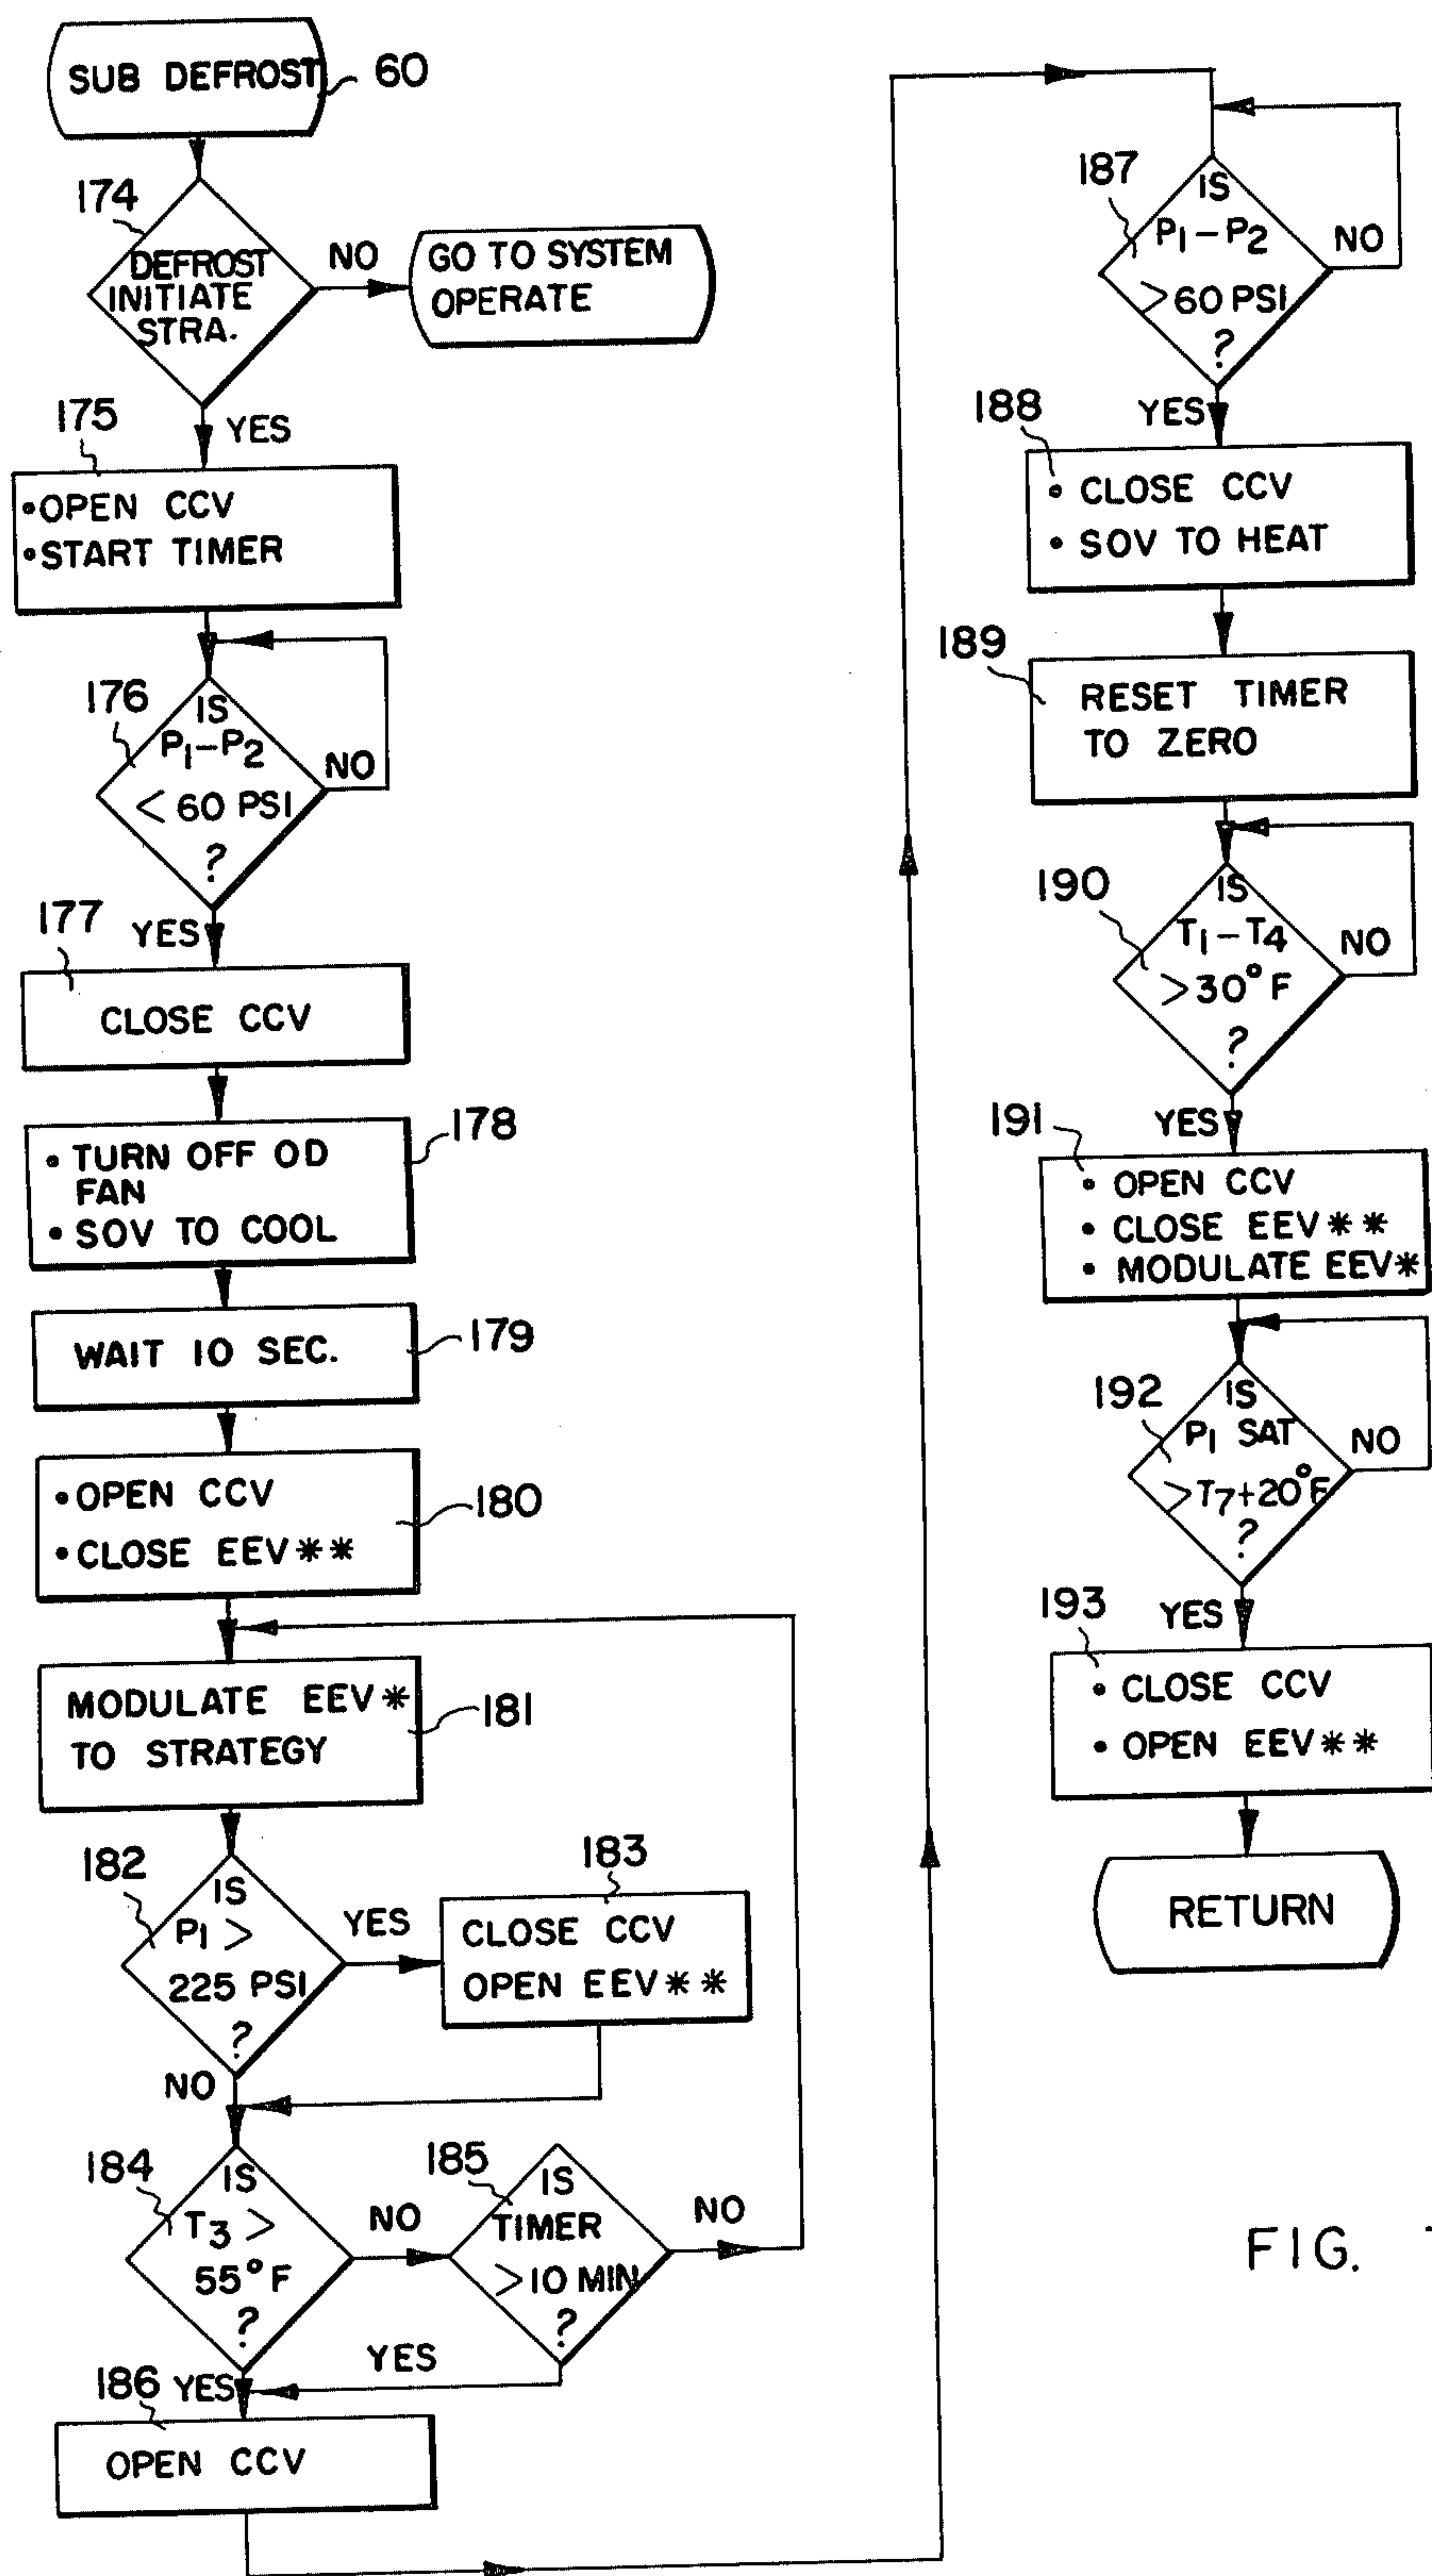 SUB DEFROST
60
174
DEFROST
INITIATE
STRA.
NO
GO TO SYSTEM
OPERATE
YES
175
•OPEN CCV
•START TIMER
176
IS
P1-P2
< 60 PSI
?
NO
YES
177
CLOSE CCV
178
• TURN OFF OD
FAN
• SOV TO COOL
WAIT 10 SEC.
179
•OPEN CCV
•CLOSE EEV**
180
MODULATE EEV*
TO STRATEGY
181
182
IS
P1 >
225 PSI
?
YES
183
CLOSE CCV
OPEN EEV**
NO
184
IS
T3 >
55°F
?
NO
185
IS
TIMER
>10 MIN
?
NO
YES
YES
186
OPEN CCV
187
IS
P1-P2
>60 PSI
?
NO
YES
188
• CLOSE CCV
• SOV TO HEAT
189
RESET TIMER
TO ZERO
190
IS
T1-T4
>30°F
?
NO
YES
191
• OPEN CCV
• CLOSE EEV**
• MODULATE EEV*
192
IS
P1 SAT
>T7+20°F
?
NO
YES
193
• CLOSE CCV
• OPEN EEV**
RETURN
FIG.